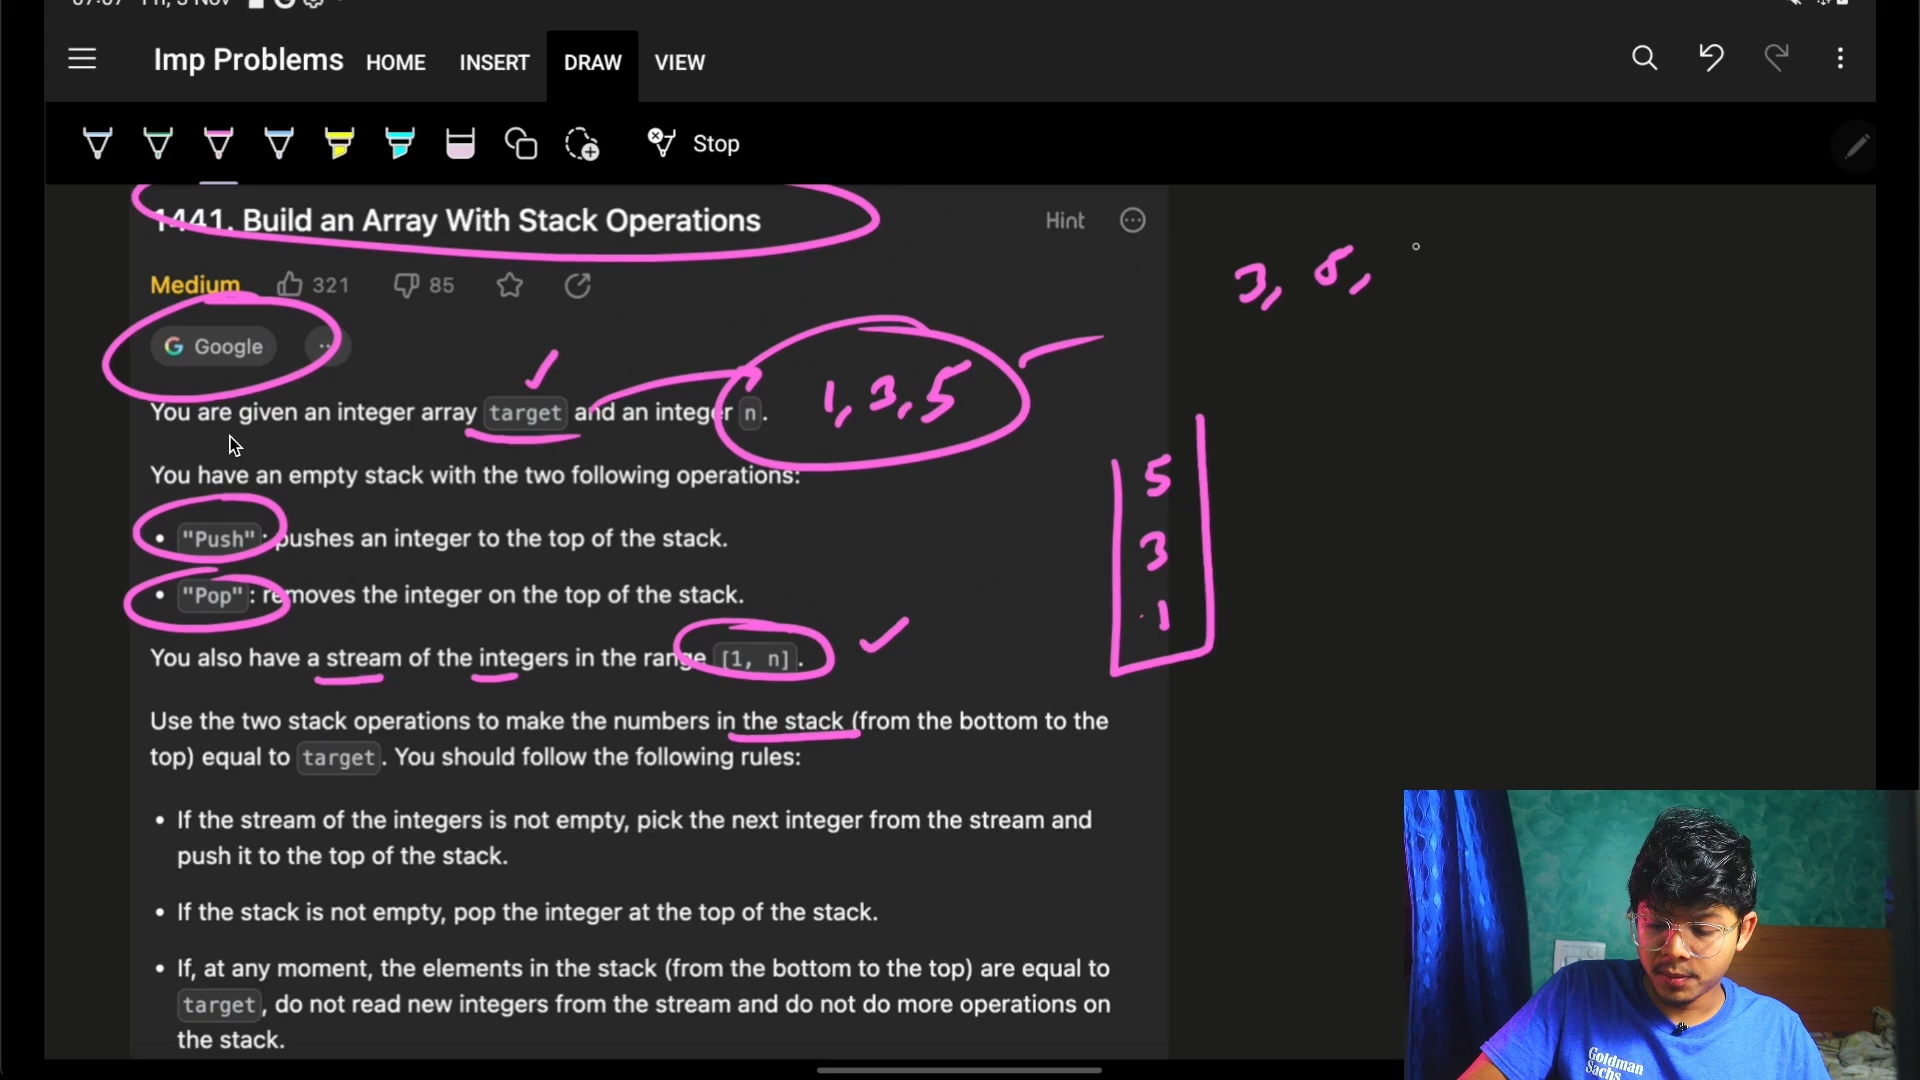 Imp Problems HOME INSERT DRAW VIEW
Stop
1441. Build an Array With Stack Operations
Hint
Medium 321 85
3, 8,
Google
1, 3, 5
You are given an integer array target and an integer n.
You have an empty stack with the two following operations:
5
• "Push": pushes an integer to the top of the stack.
3
• "Pop": removes the integer on the top of the stack.
1
You also have a stream of the integers in the range [1, n].
Use the two stack operations to make the numbers in the stack (from the bottom to the
top) equal to target. You should follow the following rules:
• If the stream of the integers is not empty, pick the next integer from the stream and
push it to the top of the stack.
• If the stack is not empty, pop the integer at the top of the stack.
• If, at any moment, the elements in the stack (from the bottom to the top) are equal to
target, do not read new integers from the stream and do not do more operations on
the stack.
Goldman
Sachs